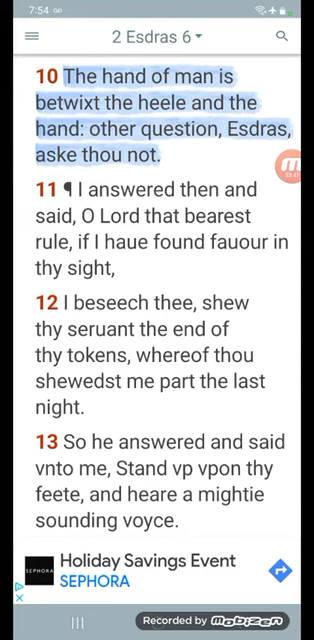 7:54
2 Esdras 6
10 The hand of man is
betwixt the heele and the
hand: other question, Esdras,
aske thou not.
11 ¶ I answered then and
said, O Lord that bearest
rule, if I haue found fauour in
thy sight,
12 I beseech thee, shew
thy seruant the end of
thy tokens, whereof thou
shewedst me part the last
night.
13 So he answered and said
vnto me, Stand vp vpon thy
feete, and heare a mightie
sounding voyce.
SEPHORA
Holiday Savings Event
SEPHORA
Recorded by mobizen